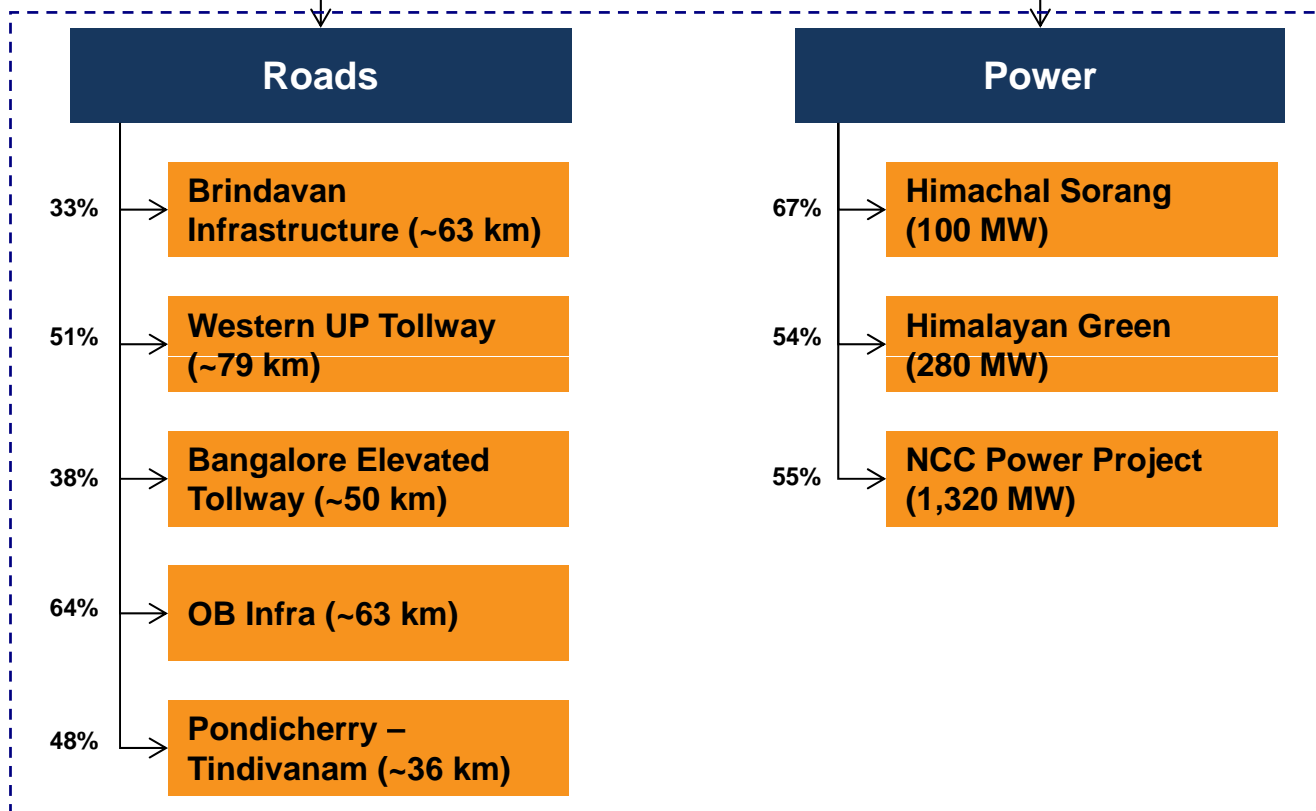 Roads
33%
Brindavan
Infrastructure (~63 km)
51%
Western UP Tollway
(~79 km)
38%
Bangalore Elevated
Tollway (~50 km)
64%
OB Infra (~63 km)
48%
Pondicherry –
Tindivanam (~36 km)
Power
67%
Himachal Sorang
(100 MW)
54%
Himalayan Green
(280 MW)
55%
NCC Power Project
(1,320 MW)